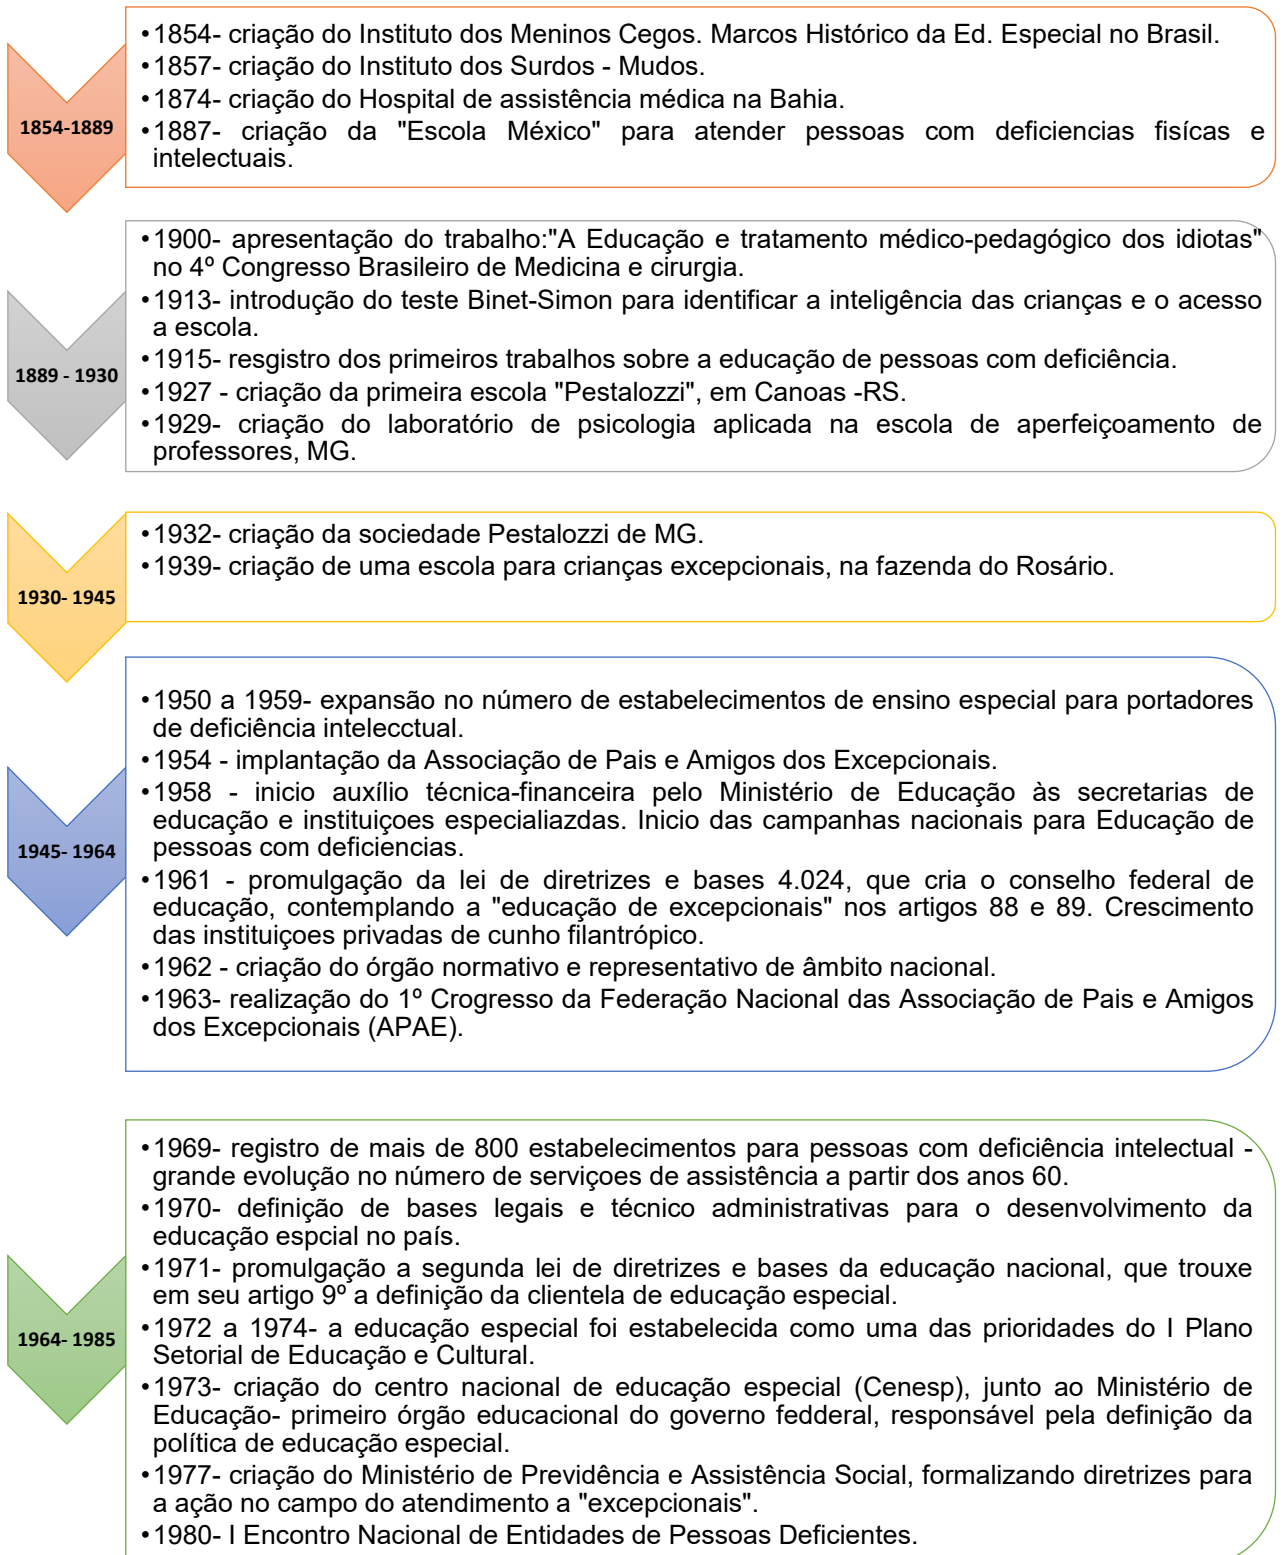 1854-1889
•1854- criação do Instituto dos Meninos Cegos. Marcos Histórico da Ed. Especial no Brasil.
•1857- criação do Instituto dos Surdos - Mudos.
•1874- criação do Hospital de assistência médica na Bahia.
•1887- criação da "Escola México" para atender pessoas com deficiencias fisícas e
intelectuais.
1889 - 1930
•1900- apresentação do trabalho:"A Educação e tratamento médico-pedagógico dos idiotas"
no 4º Congresso Brasileiro de Medicina e cirurgia.
•1913- introdução do teste Binet-Simon para identificar a inteligência das crianças e o acesso
a escola.
•1915- resgistro dos primeiros trabalhos sobre a educação de pessoas com deficiência.
•1927 - criação da primeira escola "Pestalozzi", em Canoas -RS.
•1929- criação do laboratório de psicologia aplicada na escola de aperfeiçoamento de
professores, MG.
1930- 1945
•1932- criação da sociedade Pestalozzi de MG.
•1939- criação de uma escola para crianças excepcionais, na fazenda do Rosário.
1945- 1964
•1950 a 1959- expansão no número de estabelecimentos de ensino especial para portadores
de deficiência intelecctual.
•1954 - implantação da Associação de Pais e Amigos dos Excepcionais.
•1958 - inicio auxílio técnica-financeira pelo Ministério de Educação às secretarias de
educação e instituiçoes especialiazdas. Inicio das campanhas nacionais para Educação de
pessoas com deficiencias.
•1961 - promulgação da lei de diretrizes e bases 4.024, que cria o conselho federal de
educação, contemplando a "educação de excepcionais" nos artigos 88 e 89. Crescimento
das instituiçoes privadas de cunho filantrópico.
•1962 - criação do órgão normativo e representativo de âmbito nacional.
•1963- realização do 1º Crogresso da Federação Nacional das Associação de Pais e Amigos
dos Excepcionais (APAE).
1964- 1985
•1969- registro de mais de 800 estabelecimentos para pessoas com deficiência intelectual -
grande evolução no número de serviçoes de assistência a partir dos anos 60.
•1970- definição de bases legais e técnico administrativas para o desenvolvimento da
educação espcial no país.
•1971- promulgação a segunda lei de diretrizes e bases da educação nacional, que trouxe
em seu artigo 9º a definição da clientela de educação especial.
•1972 a 1974- a educação especial foi estabelecida como uma das prioridades do I Plano
Setorial de Educação e Cultural.
•1973- criação do centro nacional de educação especial (Cenesp), junto ao Ministério de
Educação- primeiro órgão educacional do governo fedderal, responsável pela definição da
política de educação especial.
•1977- criação do Ministério de Previdência e Assistência Social, formalizando diretrizes para
a ação no campo do atendimento a "excepcionais".
•1980- I Encontro Nacional de Entidades de Pessoas Deficientes.